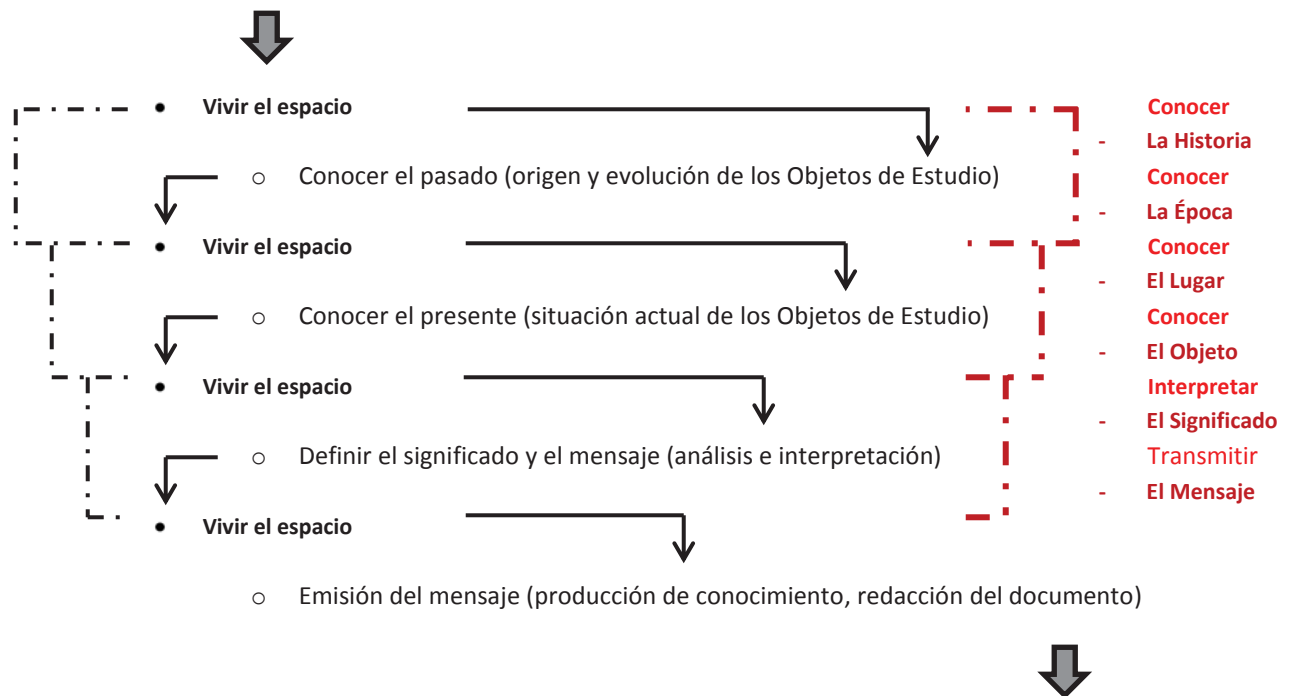 • Vivir el espacio
Conocer
- La Historia
o Conocer el pasado (origen y evolución de los Objetos de Estudio)
Conocer
- La Época
• Vivir el espacio
Conocer
- El Lugar
o Conocer el presente (situación actual de los Objetos de Estudio)
Conocer
- El Objeto
• Vivir el espacio
Interpretar
- El Significado
o Definir el significado y el mensaje (análisis e interpretación)
Transmitir
- El Mensaje
• Vivir el espacio
o Emisión del mensaje (producción de conocimiento, redacción del documento)